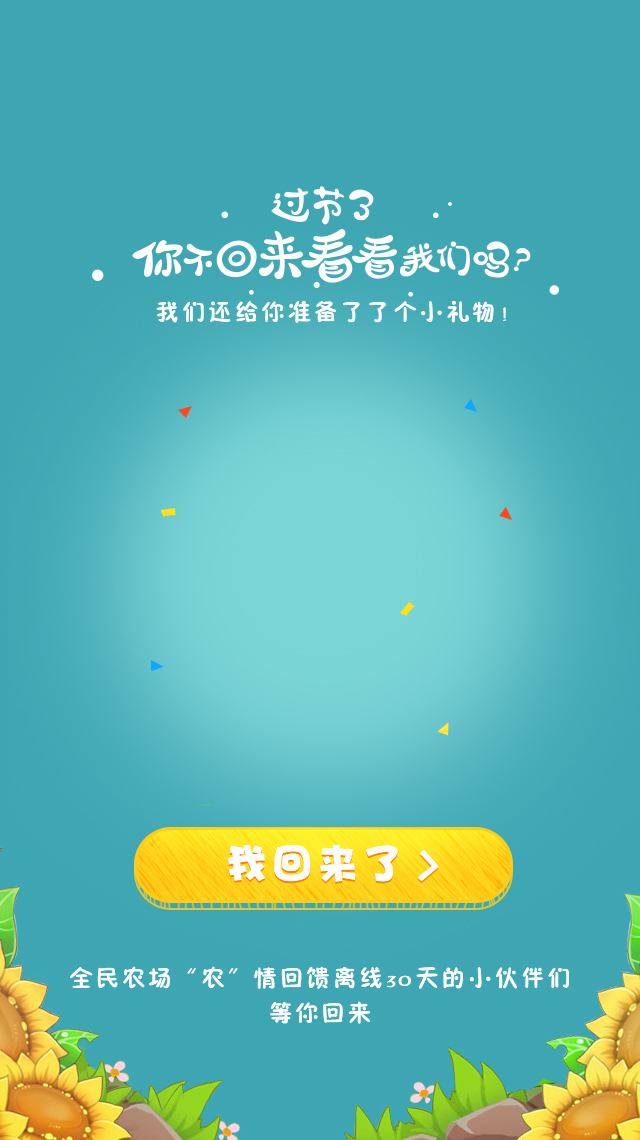 过节了
你不回来看看我们吗?
我们还给你准备了了个小礼物!
我回来了 >
全民农场“农”情回馈离线30天的小伙伴们
等你回来